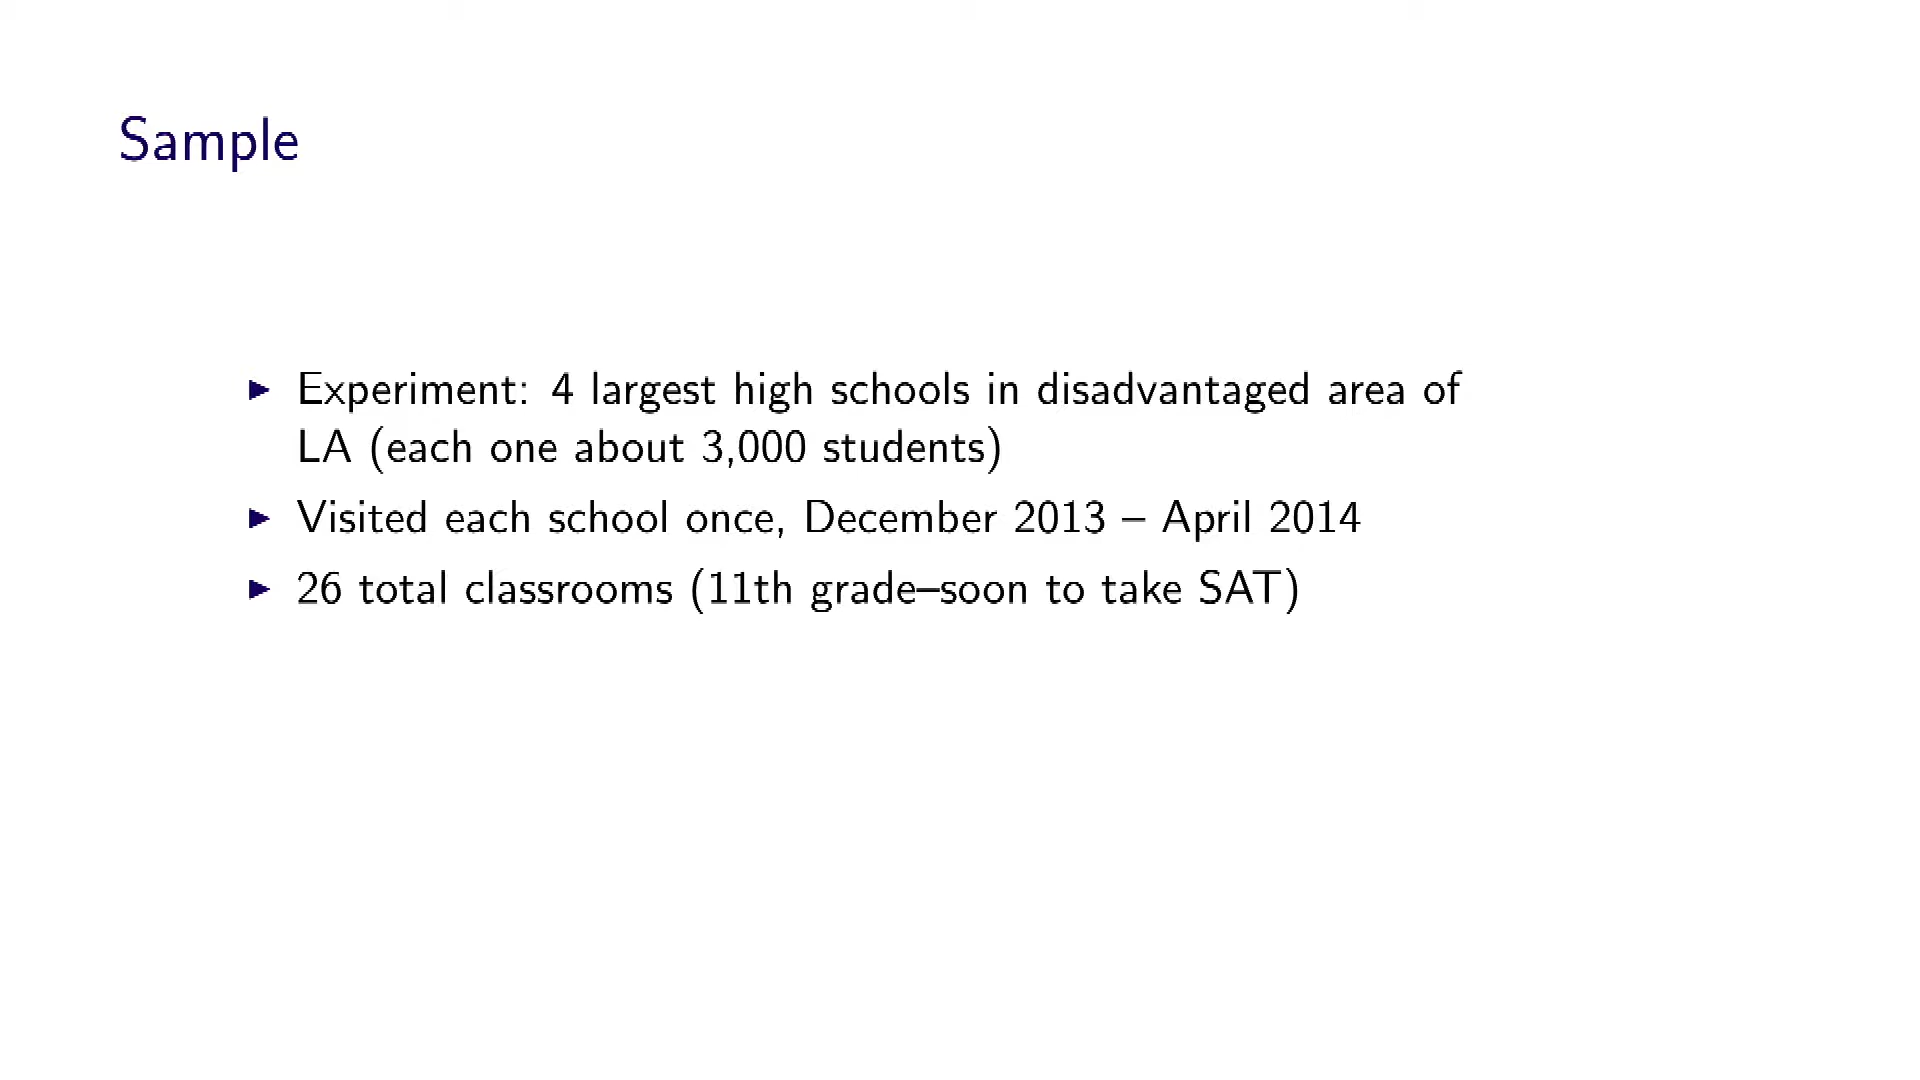 Sample
▶ Experiment: 4 largest high schools in disadvantaged area of
LA (each one about 3,000 students)
▶ Visited each school once, December 2013 – April 2014
▶ 26 total classrooms (11th grade–soon to take SAT)